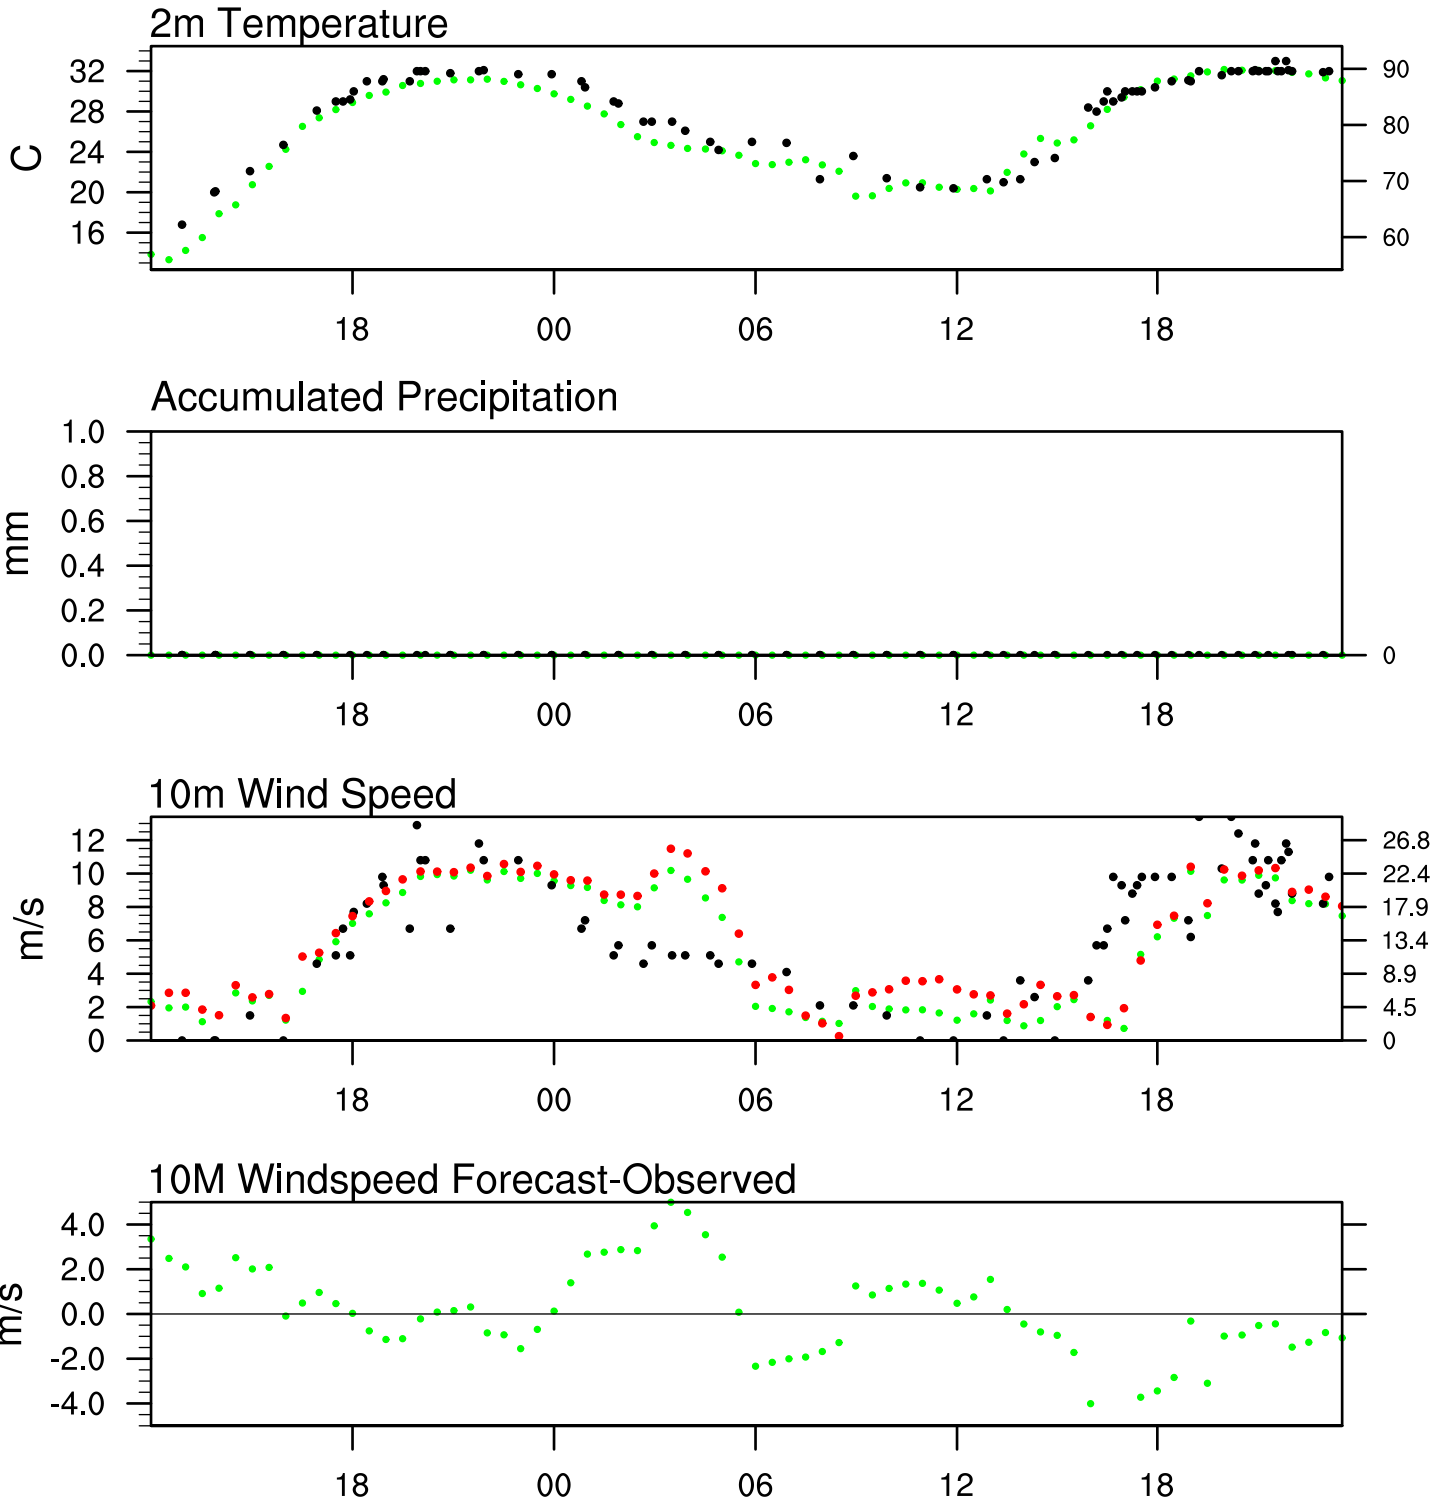 2m Temperature
32
28
24
20
16
C
90
80
70
60
18 00 06 12 18
Accumulated Precipitation
1.0
0.8
0.6
0.4
0.2
0.0
mm
0
18 00 06 12 18
10m Wind Speed
12
10
8
6
4
2
0
m/s
26.8
22.4
17.9
13.4
8.9
4.5
0
18 00 06 12 18
10M Windspeed Forecast-Observed
4.0
2.0
0.0
-2.0
-4.0
m/s
18 00 06 12 18